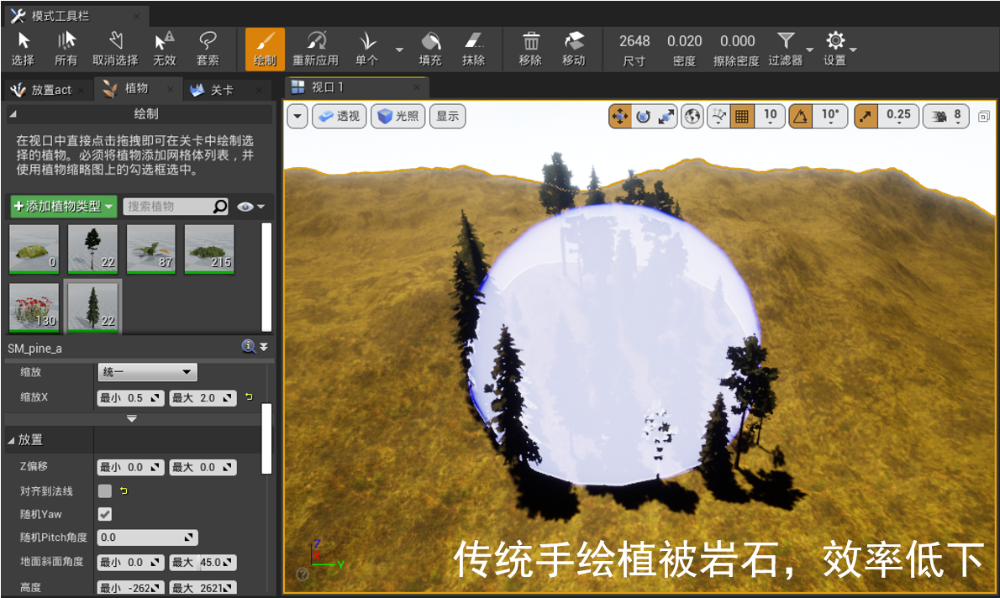 模式工具栏
选择 所有 取消选择 无效 套索 绘制 重新应用 单个 填充 抹除 移除 移动 2648 尺寸 0.020 密度 0.000 擦除密度 过滤器 设置
放置act 植物 关卡 视口 1
绘制
透视 光照 显示 10 10° 0.25 8
在视口中直接点击拖拽即可在关卡中绘制选
择的植物。必须将植物添加网格体列表，并
使用植物缩略图上的勾选框选中。
+添加植物类型 搜索植物
0 22 87 215
130 22
SM_pine_a
缩放 统一
缩放X 最小 0.5 最大 2.0
放置
Z偏移 最小 0.0 最大 0.0
对齐到法线
随机Yaw
随机Pitch角度 0.0
地面斜面角度 最小 0.0 最大 45.0
高度 最小 -262 最大 2621
Z
Y
传统手绘植被岩石，效率低下